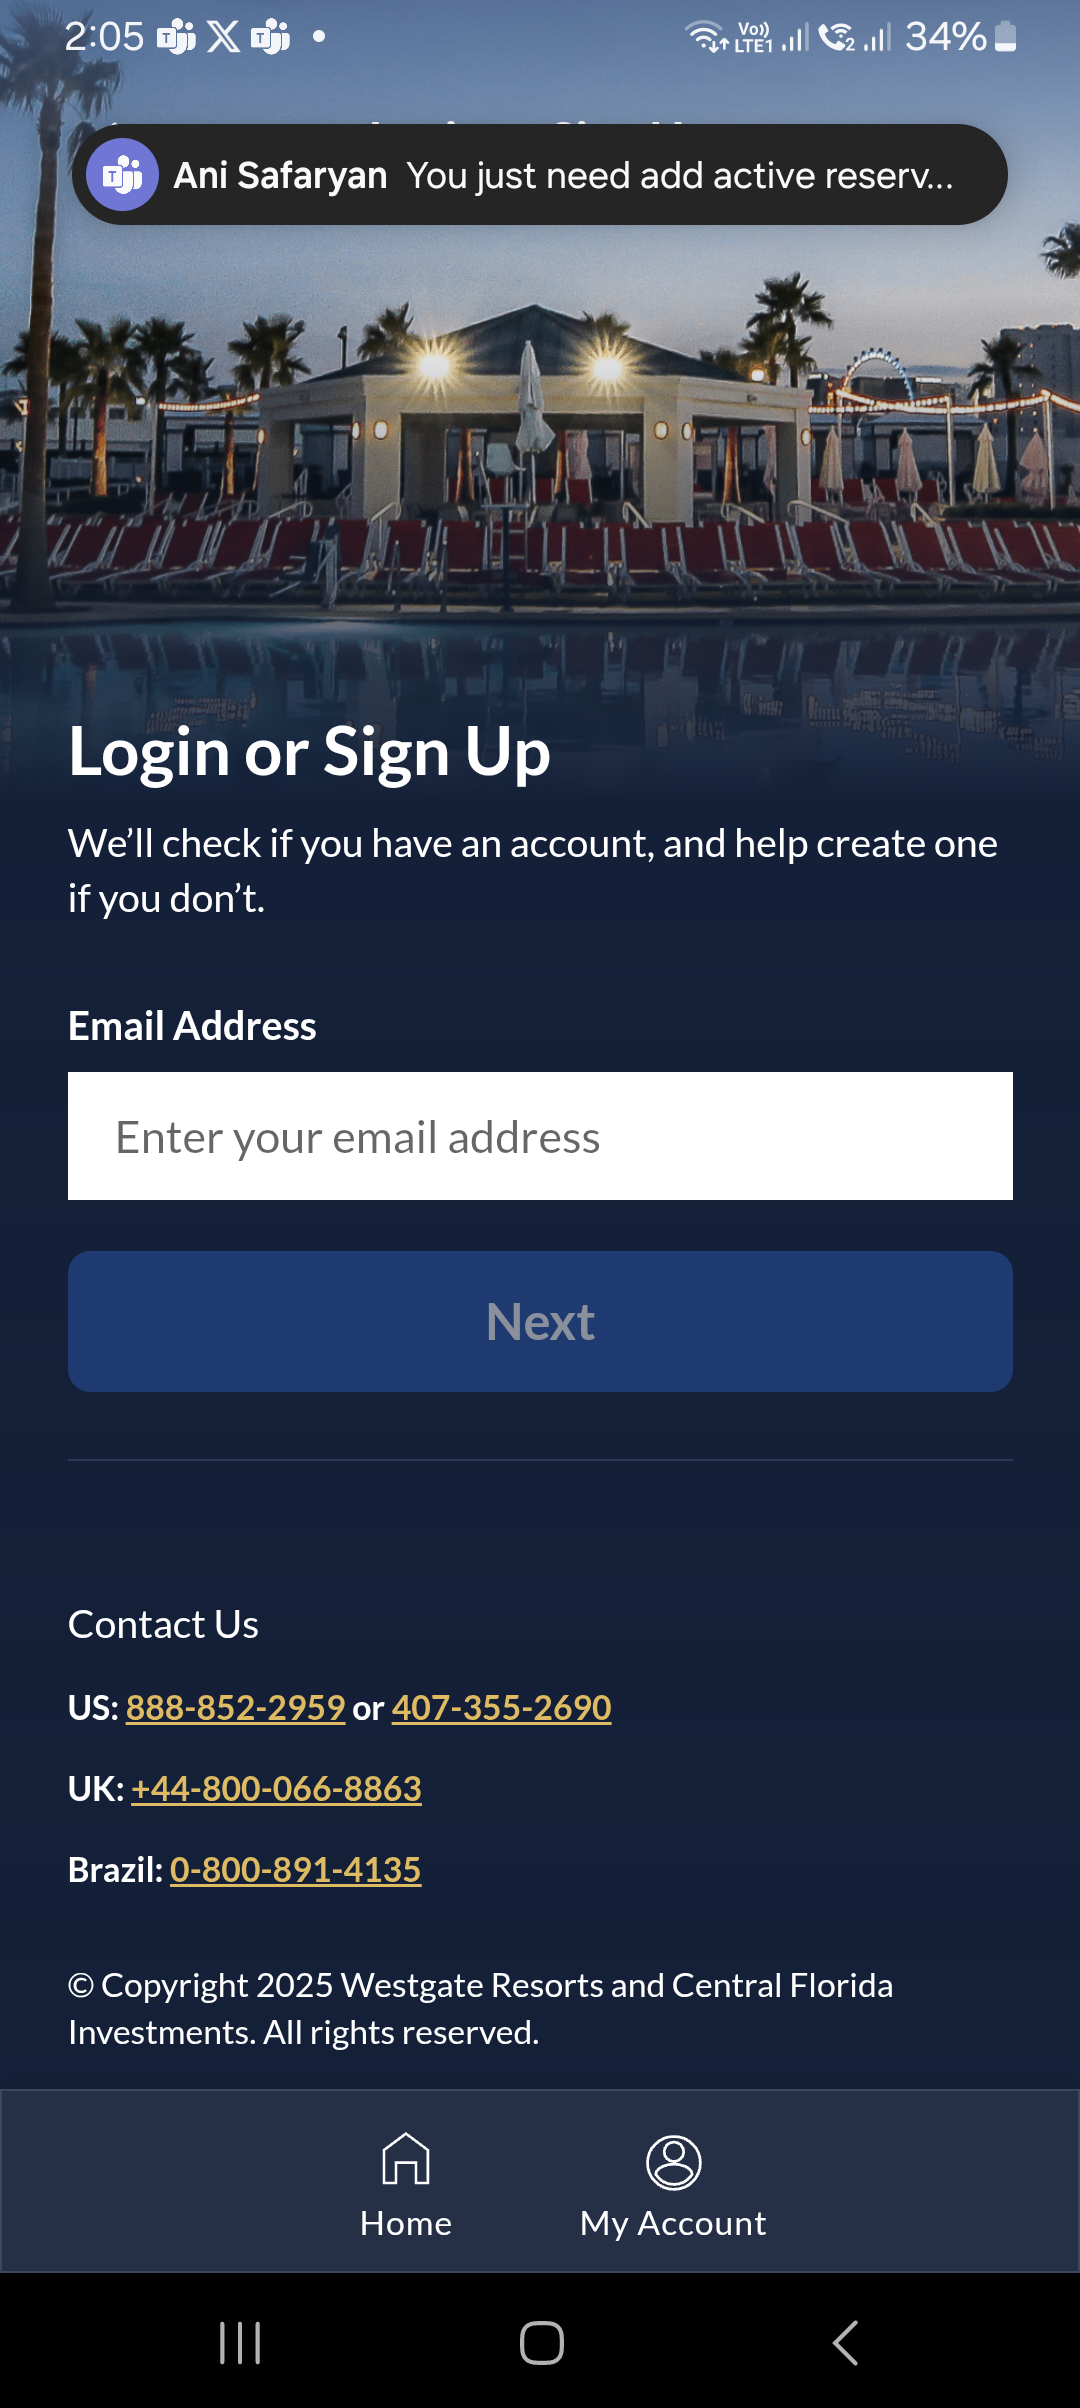 2:05
Vo)) LTE1
2
34%
Ani Safaryan You just need add active reserv...
Login or Sign Up
We’ll check if you have an account, and help create one
if you don’t.
Email Address
Enter your email address
Next
Contact Us
US: 888-852-2959 or 407-355-2690
UK: +44-800-066-8863
Brazil: 0-800-891-4135
© Copyright 2025 Westgate Resorts and Central Florida
Investments. All rights reserved.
Home
My Account